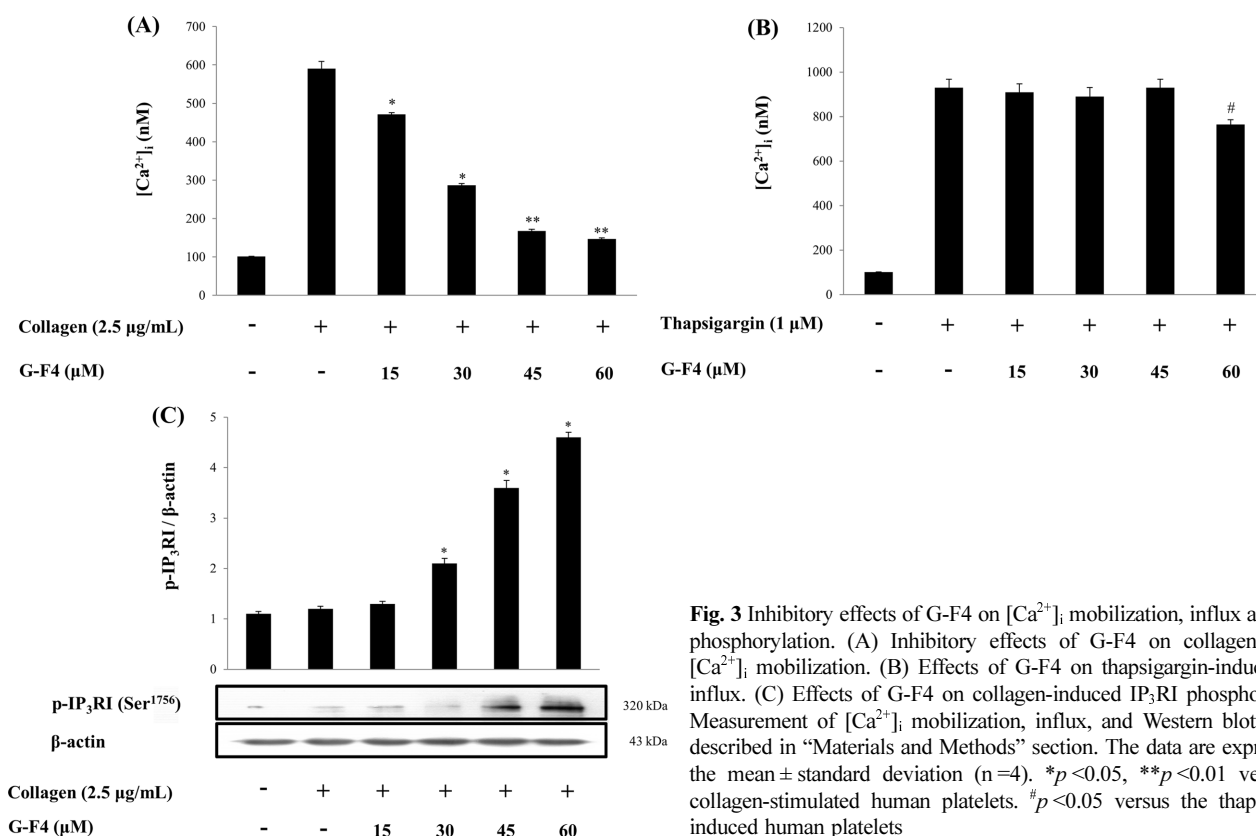 (A)
700
600
500
400
300
200
100
0
[Ca²⁺]ᵢ (nM)
*
*
**
**
Collagen (2.5 μg/mL) - + + + + +
G-F4 (μM) - - 15 30 45 60
(B)
1200
1000
800
600
400
200
0
[Ca²⁺]ᵢ (nM)
#
Thapsigargin (1 μM) - + + + + +
G-F4 (μM) - - 15 30 45 60
(C)
5
4
3
2
1
0
p-IP₃RI / β-actin
*
*
*
p-IP₃RI (Ser¹⁷⁵⁶) 320 kDa
β-actin 43 kDa
Collagen (2.5 μg/mL) - + + + + +
G-F4 (μM) - - 15 30 45 60
Fig. 3 Inhibitory effects of G-F4 on [Ca²⁺]ᵢ mobilization, influx a
phosphorylation. (A) Inhibitory effects of G-F4 on collagen
[Ca²⁺]ᵢ mobilization. (B) Effects of G-F4 on thapsigargin-indu
influx. (C) Effects of G-F4 on collagen-induced IP₃RI phospho
Measurement of [Ca²⁺]ᵢ mobilization, influx, and Western blot
described in “Materials and Methods” section. The data are expr
the mean ± standard deviation (n =4). *p <0.05, **p <0.01 ve
collagen-stimulated human platelets. #p <0.05 versus the thap
induced human platelets